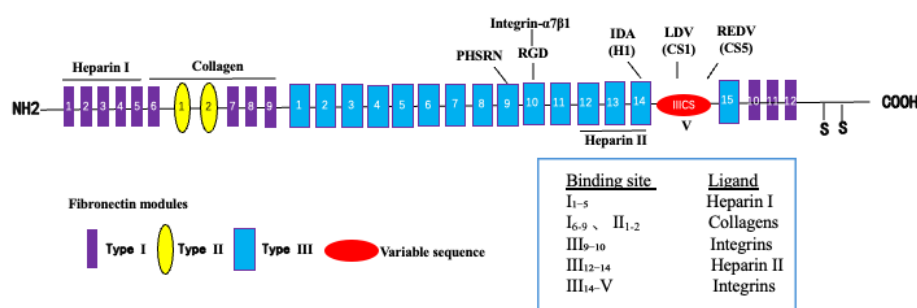 Integrin-α7β1
IDA LDV REDV
PHSRN RGD (H1) (CS1) (CS5)
Heparin I Collagen
NH2 1 2 3 4 5 6 1 2 7 8 9 1 2 3 4 5 6 7 8 9 10 11 12 13 14 IIICS 15 10 11 12 COOH
V
S S
Heparin II
Binding site Ligand
I1-5 Heparin I
I6-9 、 II1-2 Collagens
III9-10 Integrins
III12-14 Heparin II
III14-V Integrins
Fibronectin modules
Type I Type II Type III Variable sequence